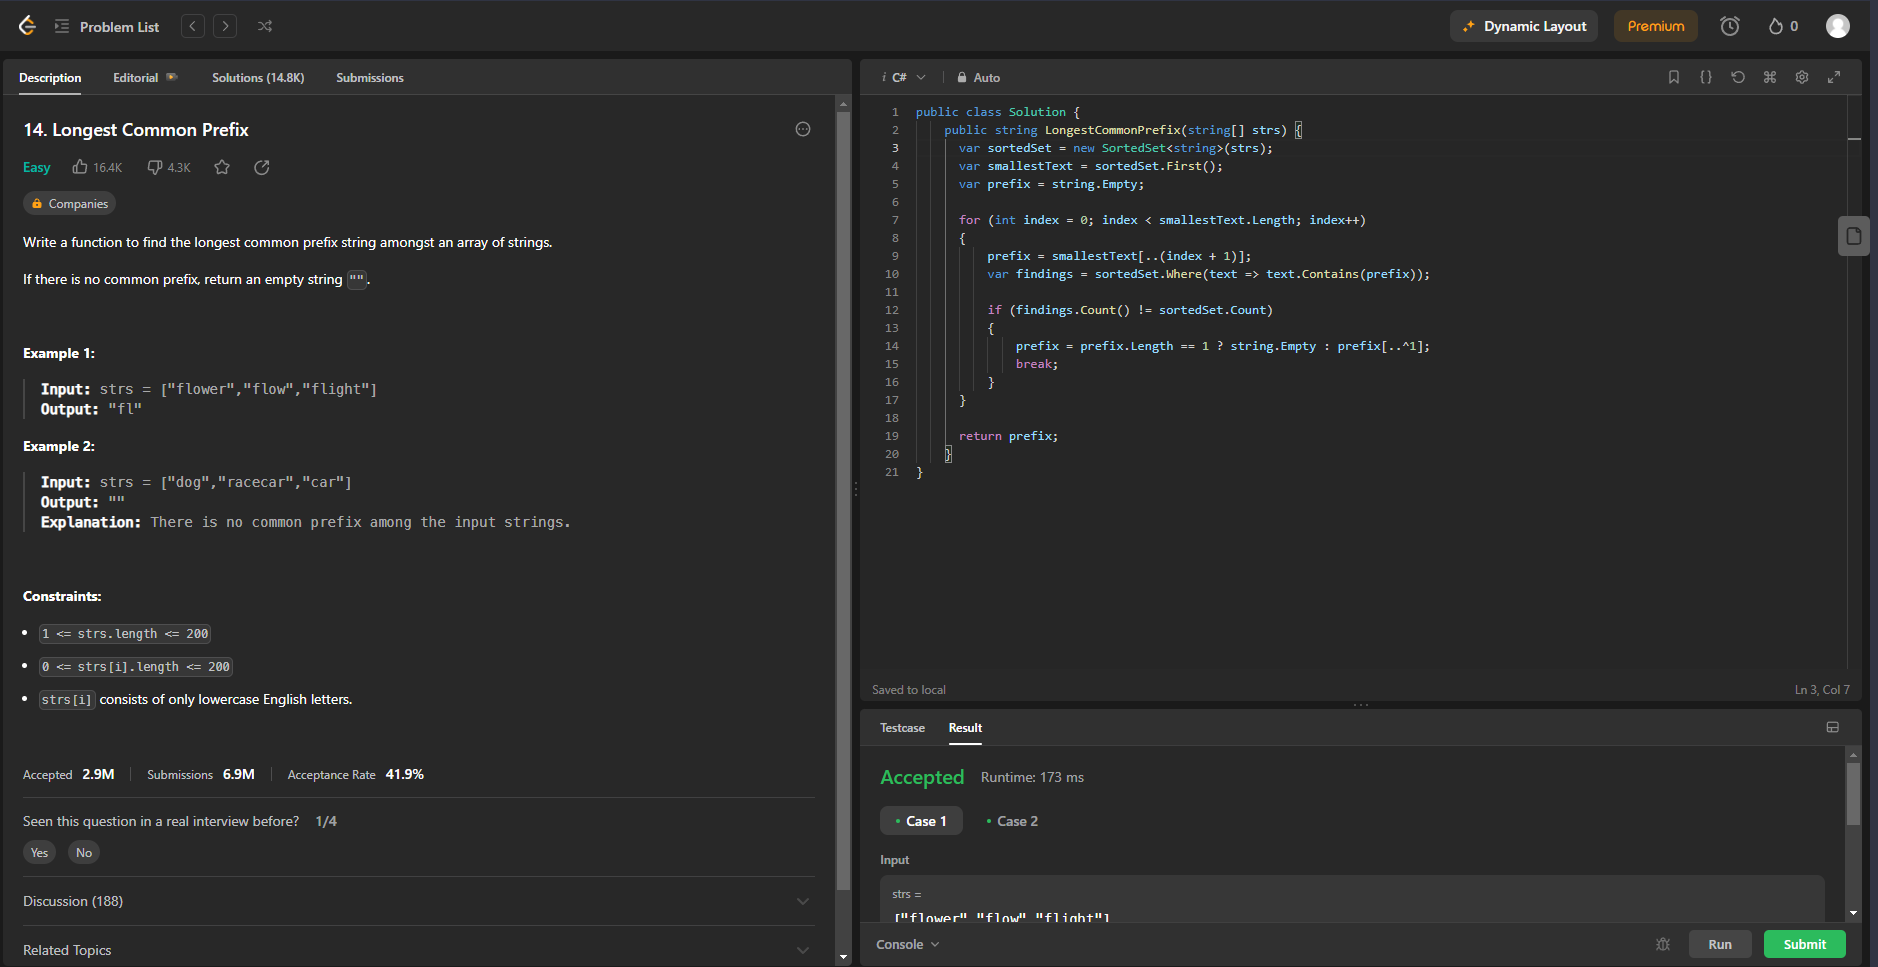 Problem List
Dynamic Layout
Premium
0
Description Editorial Solutions (14.8K) Submissions
14. Longest Common Prefix
Easy 16.4K 4.3K
Companies
Write a function to find the longest common prefix string amongst an array of strings.
If there is no common prefix, return an empty string "".
Example 1:
Input: strs = ["flower","flow","flight"]
Output: "fl"
Example 2:
Input: strs = ["dog","racecar","car"]
Output: ""
Explanation: There is no common prefix among the input strings.
Constraints:
• 1 <= strs.length <= 200
• 0 <= strs[i].length <= 200
• strs[i] consists of only lowercase English letters.
Accepted 2.9M Submissions 6.9M Acceptance Rate 41.9%
Seen this question in a real interview before? 1/4
Yes No
Discussion (188)
Related Topics
i C# Auto
{}
1 public class Solution {
2     public string LongestCommonPrefix(string[] strs) {
3       var sortedSet = new SortedSet<string>(strs);
4       var smallestText = sortedSet.First();
5       var prefix = string.Empty;
6
7       for (int index = 0; index < smallestText.Length; index++)
8       {
9           prefix = smallestText[..(index + 1)];
10           var findings = sortedSet.Where(text => text.Contains(prefix));
11
12           if (findings.Count() != sortedSet.Count)
13           {
14               prefix = prefix.Length == 1 ? string.Empty : prefix[..^1];
15               break;
16           }
17       }
18
19       return prefix;
20     }
21 }
Saved to local
Ln 3, Col 7
Testcase Result
Accepted Runtime: 173 ms
• Case 1 • Case 2
Input
strs =
["flower","flow","flight"]
Console
Run Submit